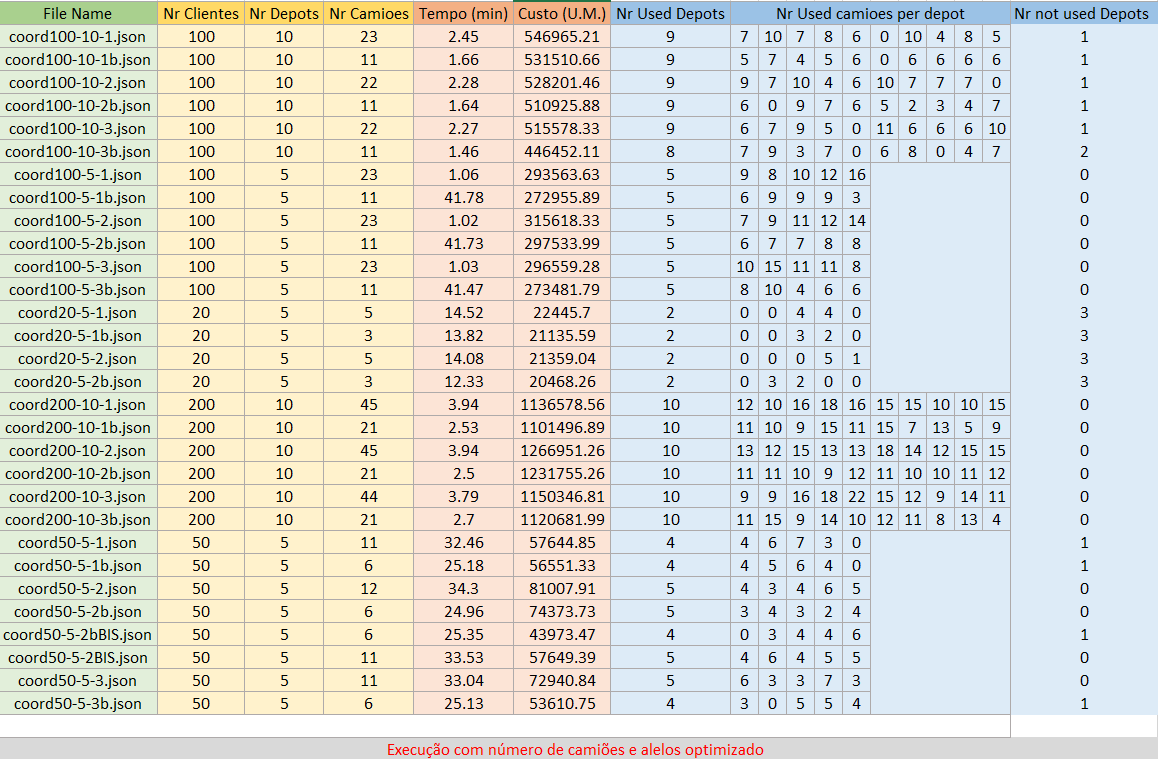 File Name Nr Clientes Nr Depots Nr Camioes Tempo (min) Custo (U.M.) Nr Used Depots Nr Used camioes per depot Nr not used Depots
coord100-10-1.json 100 10 23 2.45 546965.21 9 7 10 7 8 6 0 10 4 8 5 1
coord100-10-1b.json 100 10 11 1.66 531510.66 9 5 7 4 5 6 0 6 6 6 6 1
coord100-10-2.json 100 10 22 2.28 528201.46 9 9 7 10 4 6 10 7 7 7 0 1
coord100-10-2b.json 100 10 11 1.64 510925.88 9 6 0 9 7 6 5 2 3 4 7 1
coord100-10-3.json 100 10 22 2.27 515578.33 9 6 7 9 5 0 11 6 6 6 10 1
coord100-10-3b.json 100 10 11 1.46 446452.11 8 7 9 3 7 0 6 8 0 4 7 2
coord100-5-1.json 100 5 23 1.06 293563.63 5 9 8 10 12 16 0
coord100-5-1b.json 100 5 11 41.78 272955.89 5 6 9 9 9 3 0
coord100-5-2.json 100 5 23 1.02 315618.33 5 7 9 11 12 14 0
coord100-5-2b.json 100 5 11 41.73 297533.99 5 6 7 7 8 8 0
coord100-5-3.json 100 5 23 1.03 296559.28 5 10 15 11 11 8 0
coord100-5-3b.json 100 5 11 41.47 273481.79 5 8 10 4 6 6 0
coord20-5-1.json 20 5 5 14.52 22445.7 2 0 0 4 4 0 3
coord20-5-1b.json 20 5 3 13.82 21135.59 2 0 0 3 2 0 3
coord20-5-2.json 20 5 5 14.08 21359.04 2 0 0 0 5 1 3
coord20-5-2b.json 20 5 3 12.33 20468.26 2 0 3 2 0 0 3
coord200-10-1.json 200 10 45 3.94 1136578.56 10 12 10 16 18 16 15 15 10 10 15 0
coord200-10-1b.json 200 10 21 2.53 1101496.89 10 11 10 9 15 11 15 7 13 5 9 0
coord200-10-2.json 200 10 45 3.94 1266951.26 10 13 12 15 13 13 18 14 12 15 15 0
coord200-10-2b.json 200 10 21 2.5 1231755.26 10 11 11 10 9 12 11 10 10 11 12 0
coord200-10-3.json 200 10 44 3.79 1150346.81 10 9 9 16 18 22 15 12 9 14 11 0
coord200-10-3b.json 200 10 21 2.7 1120681.99 10 11 15 9 14 10 12 11 8 13 4 0
coord50-5-1.json 50 5 11 32.46 57644.85 4 4 6 7 3 0 1
coord50-5-1b.json 50 5 6 25.18 56551.33 4 4 5 6 4 0 1
coord50-5-2.json 50 5 12 34.3 81007.91 5 4 3 4 6 5 0
coord50-5-2b.json 50 5 6 24.96 74373.73 5 3 4 3 2 4 0
coord50-5-2bBIS.json 50 5 6 25.35 43973.47 4 0 3 4 4 6 1
coord50-5-2BIS.json 50 5 11 33.53 57649.39 5 4 6 4 5 5 0
coord50-5-3.json 50 5 11 33.04 72940.84 5 6 3 3 7 3 0
coord50-5-3b.json 50 5 6 25.13 53610.75 4 3 0 5 5 4 1
Execução com número de camiões e alelos optimizado